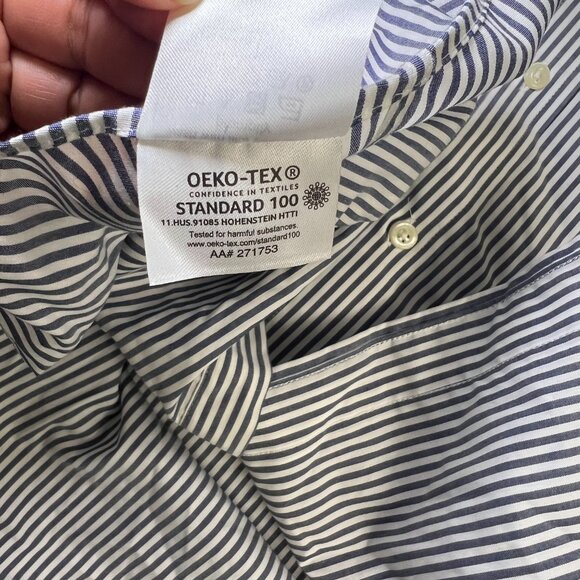 OEKO-TEX®
CONFIDENCE IN TEXTILES
STANDARD 100
11.HUS.91085 HOHENSTEIN HTTI
Tested for harmful substances.
www.oeko-tex.com/standard100
AA# 271753